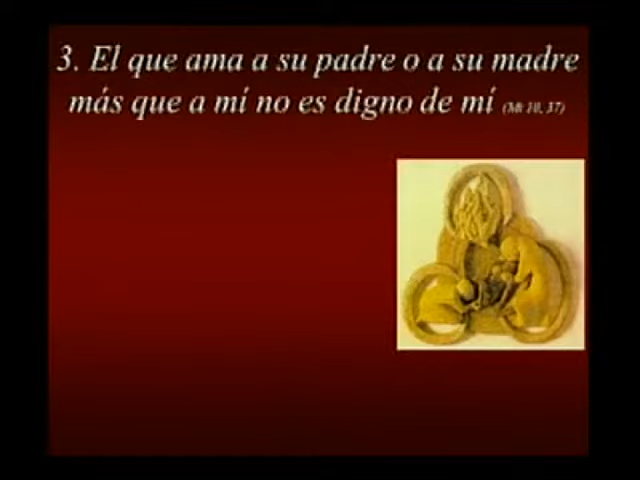 3. El que ama a su padre o a su madre
más que a mí no es digno de mí (Mt 10, 37)